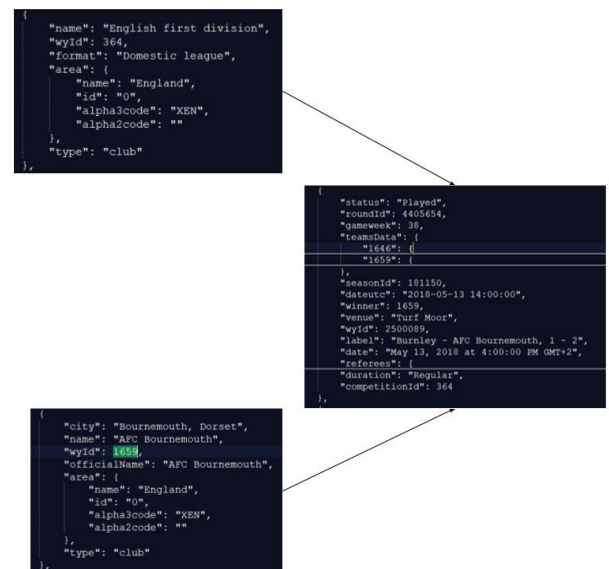 {
"name": "English first division",
"wyId": 364,
"format": "Domestic league",
"area": {
"name": "England",
"id": "0",
"alpha3code": "XEN",
"alpha2code": ""
},
"type": "club"
},
{
"status": "Played",
"roundId": 4405654,
"gameweek": 38,
"teamsData": {
"1646": {
"1659": {
},
"seasonId": 181150,
"dateutc": "2018-05-13 14:00:00",
"winner": 1659,
"venue": "Turf Moor",
"wyId": 2500089,
"label": "Burnley - AFC Bournemouth, 1 - 2",
"date": "May 13, 2018 at 4:00:00 PM GMT+2",
"referees": [
"duration": "Regular",
"competitionId": 364
},
{
"city": "Bournemouth, Dorset",
"name": "AFC Bournemouth",
"wyId": 1659,
"officialName": "AFC Bournemouth",
"area": {
"name": "England",
"id": "0",
"alpha3code": "XEN",
"alpha2code": ""
},
"type": "club"
},